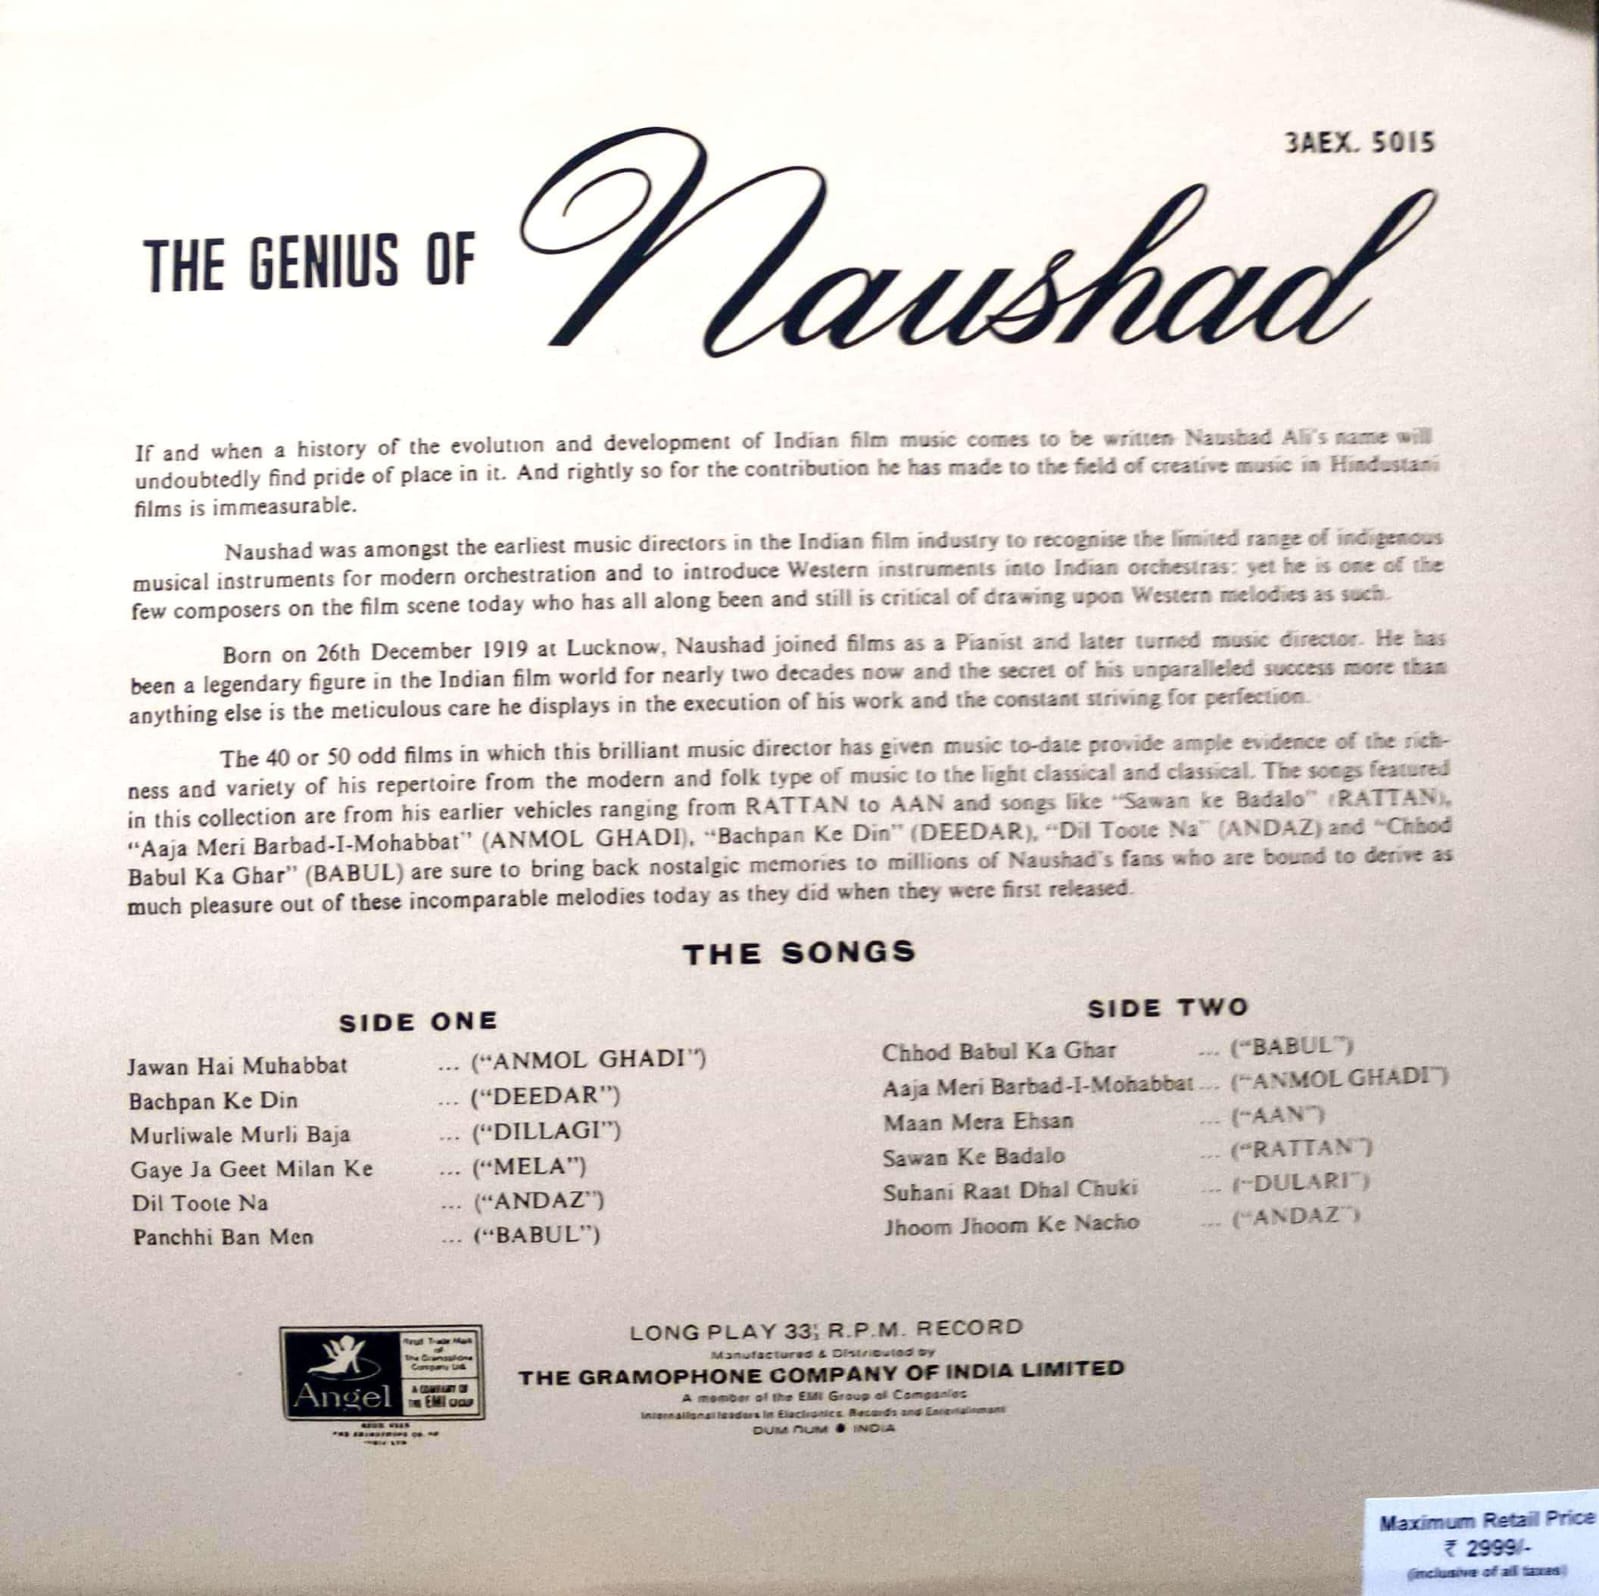 3AEX. 5015
THE GENIUS OF Naushad
If and when a history of the evolution and development of Indian film music comes to be written Naushad Ali's name will
undoubtedly find pride of place in it. And rightly so for the contribution he has made to the field of creative music in Hindustani
films is immeasurable.
Naushad was amongst the earliest music directors in the Indian film industry to recognise the limited range of indigenous
musical instruments for modern orchestration and to introduce Western instruments into Indian orchestras; yet he is one of the
few composers on the film scene today who has all along been and still is critical of drawing upon Western melodies as such.
Born on 26th December 1919 at Lucknow, Naushad joined films as a Pianist and later turned music director. He has
been a legendary figure in the Indian film world for nearly two decades now and the secret of his unparalleled success more than
anything else is the meticulous care he displays in the execution of his work and the constant striving for perfection.
The 40 or 50 odd films in which this brilliant music director has given music to-date provide ample evidence of the rich-
ness and variety of his repertoire from the modern and folk type of music to the light classical and classical. The songs featured
in this collection are from his earlier vehicles ranging from RATTAN to AAN and songs like "Sawan ke Badalo" (RATTAN),
"Aaja Meri Barbad-I-Mohabbat" (ANMOL GHADI), "Bachpan Ke Din" (DEEDAR), "Dil Toote Na" (ANDAZ) and "Chhod
Babul Ka Ghar" (BABUL) are sure to bring back nostalgic memories to millions of Naushad's fans who are bound to derive as
much pleasure out of these incomparable melodies today as they did when they were first released.
THE SONGS
SIDE ONE
Jawan Hai Muhabbat ... ("ANMOL GHADI")
Bachpan Ke Din ... ("DEEDAR")
Murliwale Murli Baja ... ("DILLAGI")
Gaye Ja Geet Milan Ke ... ("MELA")
Dil Toote Na ... ("ANDAZ")
Panchhi Ban Men ... ("BABUL")
SIDE TWO
Chhod Babul Ka Ghar ... ("BABUL")
Aaja Meri Barbad-I-Mohabbat ... ("ANMOL GHADI")
Maan Mera Ehsan ... ("AAN")
Sawan Ke Badalo ... ("RATTAN")
Suhani Raat Dhal Chuki ... ("DULARI")
Jhoom Jhoom Ke Nacho ... ("ANDAZ")
Angel
Trade Mark
of
The Gramophone
Company Ltd.
A COMPANY OF
THE EMI GROUP
LONG PLAY 33⅓ R.P.M. RECORD
Manufactured & Distributed by
THE GRAMOPHONE COMPANY OF INDIA LIMITED
A member of the EMI Group of Companies
International leaders in Electronics, Records and Entertainment
DUM DUM ● INDIA
Maximum Retail Price
₹ 2999/-
(inclusive of all taxes)